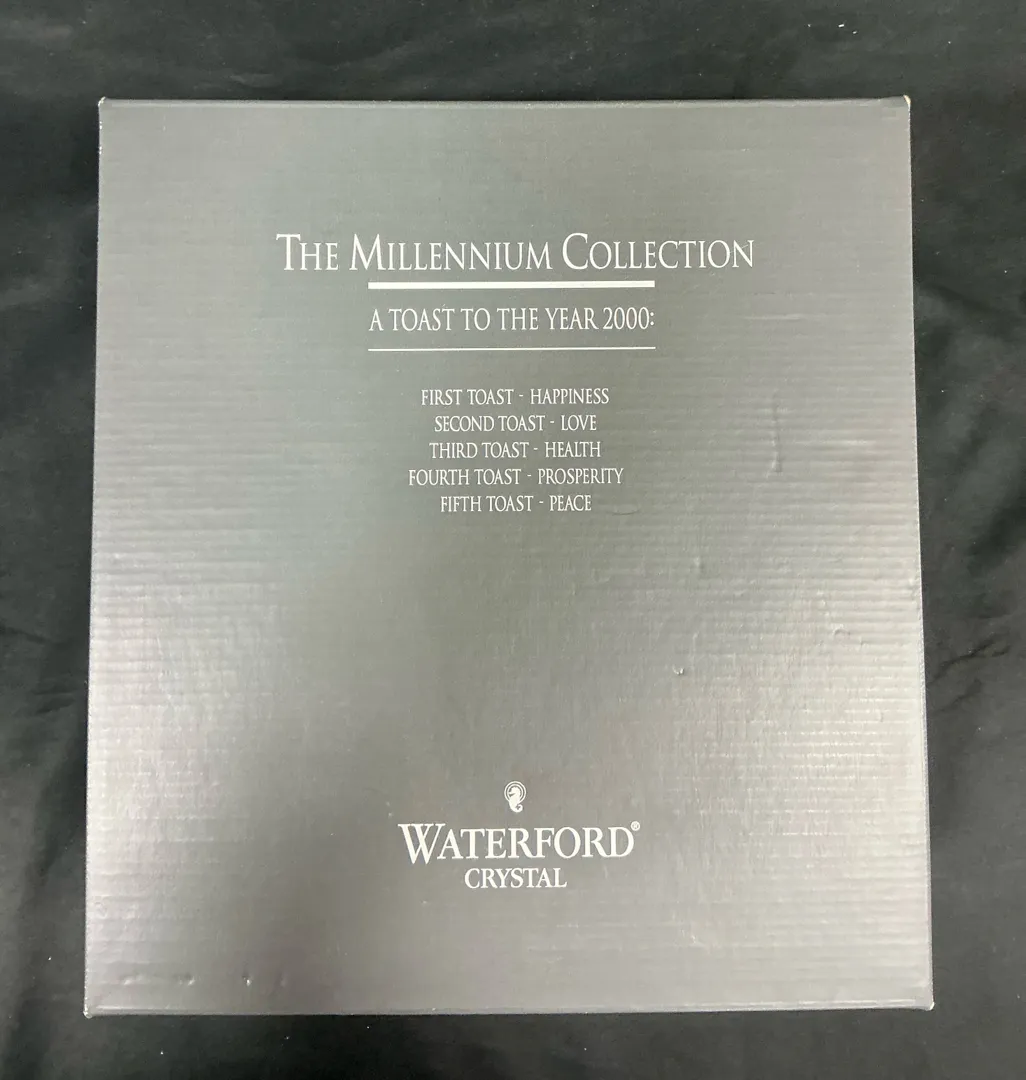 THE MILLENNIUM COLLECTION
A TOAST TO THE YEAR 2000:
FIRST TOAST - HAPPINESS
SECOND TOAST - LOVE
THIRD TOAST - HEALTH
FOURTH TOAST - PROSPERITY
FIFTH TOAST - PEACE
WATERFORD®
CRYSTAL